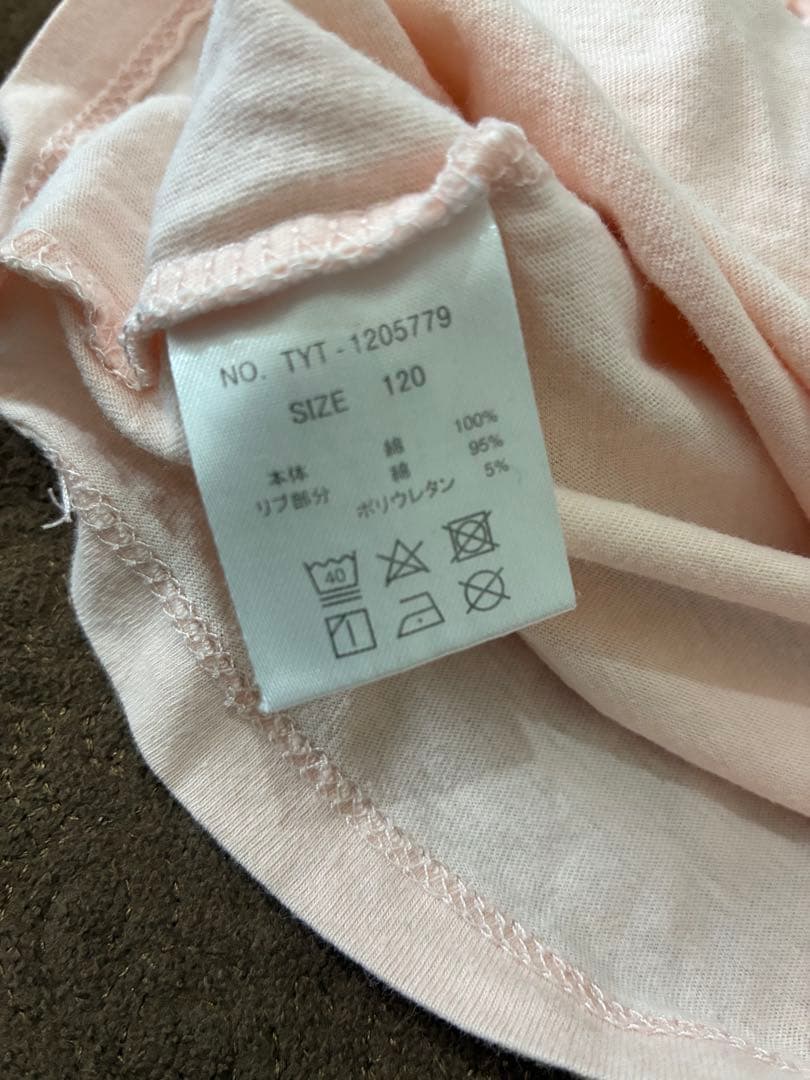 NO. TYT-1205779
SIZE 120
本体 綿 100%
リブ部分 綿 95%
ポリウレタン 5%
40